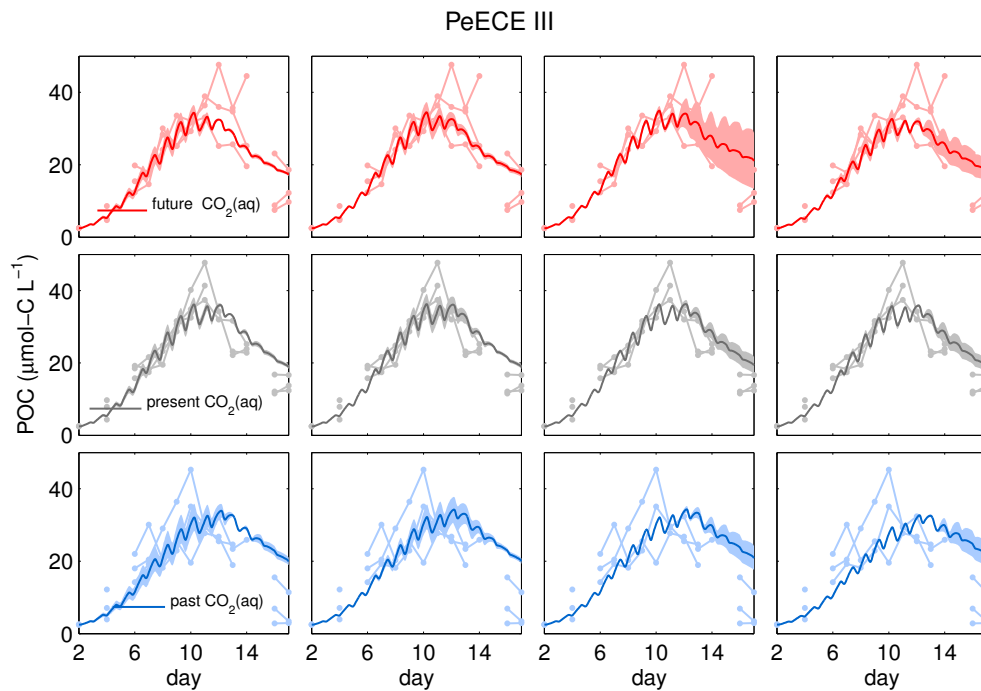 PeECE III
40
20
0
future CO₂(aq)
40
20
0
present CO₂(aq)
POC (µmol−C L⁻¹)
40
20
0
past CO₂(aq)
2 6 10 14 2 6 10 14 2 6 10 14 2 6 10 14
day day day day